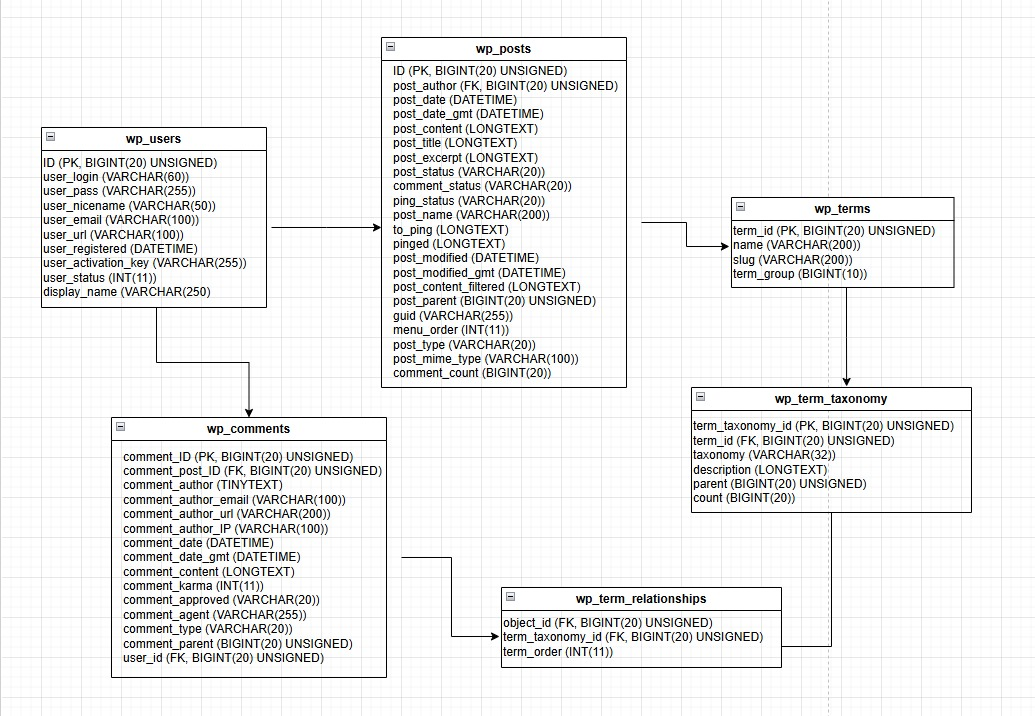 wp_posts
ID (PK, BIGINT(20) UNSIGNED)
post_author (FK, BIGINT(20) UNSIGNED)
post_date (DATETIME)
post_date_gmt (DATETIME)
post_content (LONGTEXT)
post_title (LONGTEXT)
post_excerpt (LONGTEXT)
post_status (VARCHAR(20))
comment_status (VARCHAR(20))
ping_status (VARCHAR(20))
post_name (VARCHAR(200))
to_ping (LONGTEXT)
pinged (LONGTEXT)
post_modified (DATETIME)
post_modified_gmt (DATETIME)
post_content_filtered (LONGTEXT)
post_parent (BIGINT(20) UNSIGNED)
guid (VARCHAR(255))
menu_order (INT(11))
post_type (VARCHAR(20))
post_mime_type (VARCHAR(100))
comment_count (BIGINT(20))
wp_users
ID (PK, BIGINT(20) UNSIGNED)
user_login (VARCHAR(60))
user_pass (VARCHAR(255))
user_nicename (VARCHAR(50))
user_email (VARCHAR(100))
user_url (VARCHAR(100))
user_registered (DATETIME)
user_activation_key (VARCHAR(255))
user_status (INT(11))
display_name (VARCHAR(250)
wp_terms
term_id (PK, BIGINT(20) UNSIGNED)
name (VARCHAR(200))
slug (VARCHAR(200))
term_group (BIGINT(10))
wp_term_taxonomy
term_taxonomy_id (PK, BIGINT(20) UNSIGNED)
term_id (FK, BIGINT(20) UNSIGNED)
taxonomy (VARCHAR(32))
description (LONGTEXT)
parent (BIGINT(20) UNSIGNED)
count (BIGINT(20))
wp_comments
comment_ID (PK, BIGINT(20) UNSIGNED)
comment_post_ID (FK, BIGINT(20) UNSIGNED)
comment_author (TINYTEXT)
comment_author_email (VARCHAR(100))
comment_author_url (VARCHAR(200))
comment_author_IP (VARCHAR(100))
comment_date (DATETIME)
comment_date_gmt (DATETIME)
comment_content (LONGTEXT)
comment_karma (INT(11))
comment_approved (VARCHAR(20))
comment_agent (VARCHAR(255))
comment_type (VARCHAR(20))
comment_parent (BIGINT(20) UNSIGNED)
user_id (FK, BIGINT(20) UNSIGNED)
wp_term_relationships
object_id (FK, BIGINT(20) UNSIGNED)
term_taxonomy_id (FK, BIGINT(20) UNSIGNED)
term_order (INT(11))